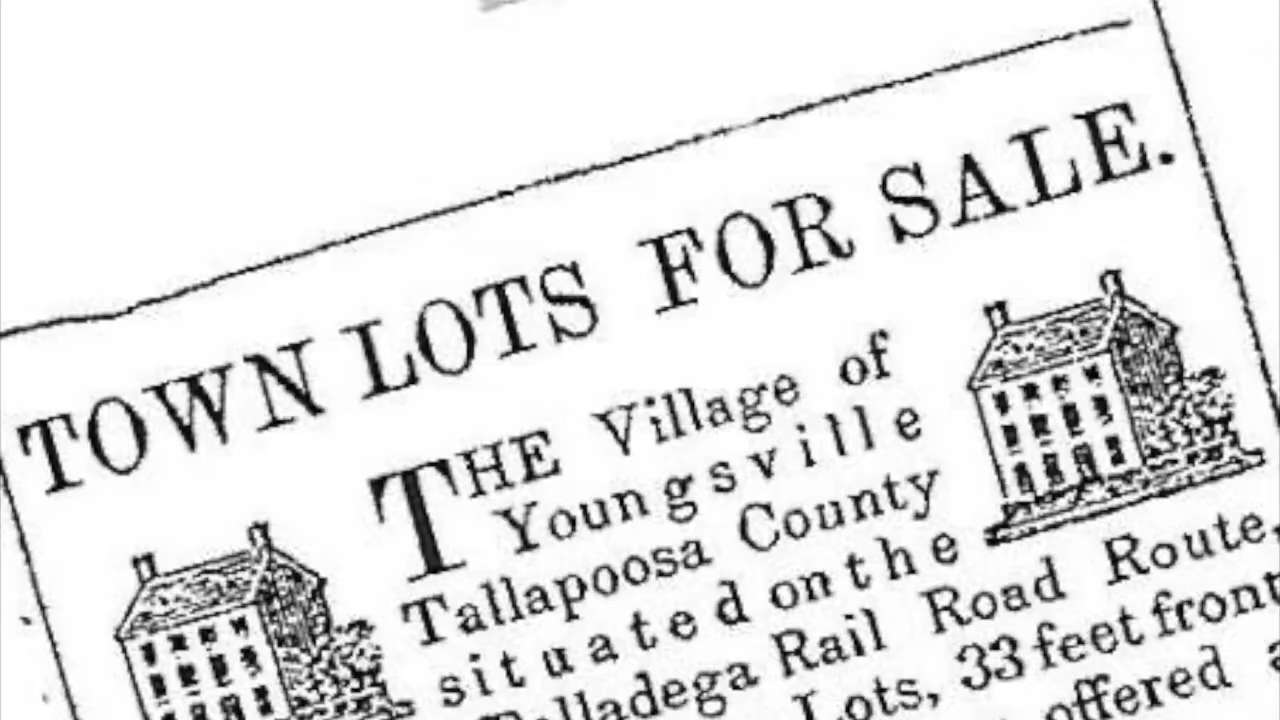 TOWN LOTS FOR SALE.
THE Village of
Youngsville
Tallapoosa County
situated on the
Talladega Rail Road Route,
Lots, 33 feet front
offered